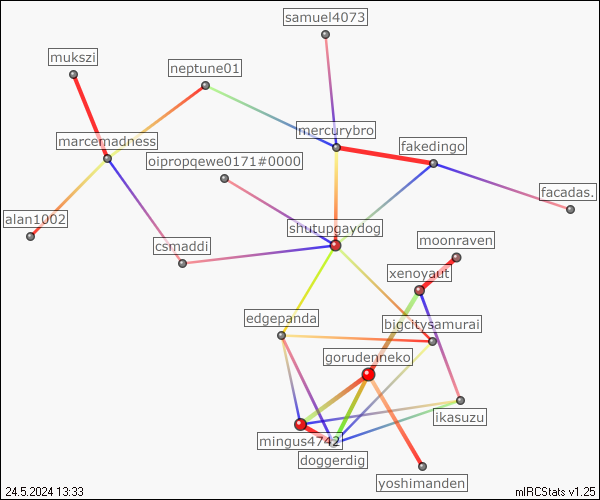 samuel4073
mukszi
neptune01
mercurybro
marcemadness
fakedingo
oipropqewe0171#0000
facadas.
alan1002
shutupgaydog
moonraven
csmaddi
xenoyaut
edgepanda
bigcitysamurai
gorudenneko
ikasuzu
mingus4742
doggerdig
yoshimanden
24.5.2024 13:33
mIRCStats v1.25